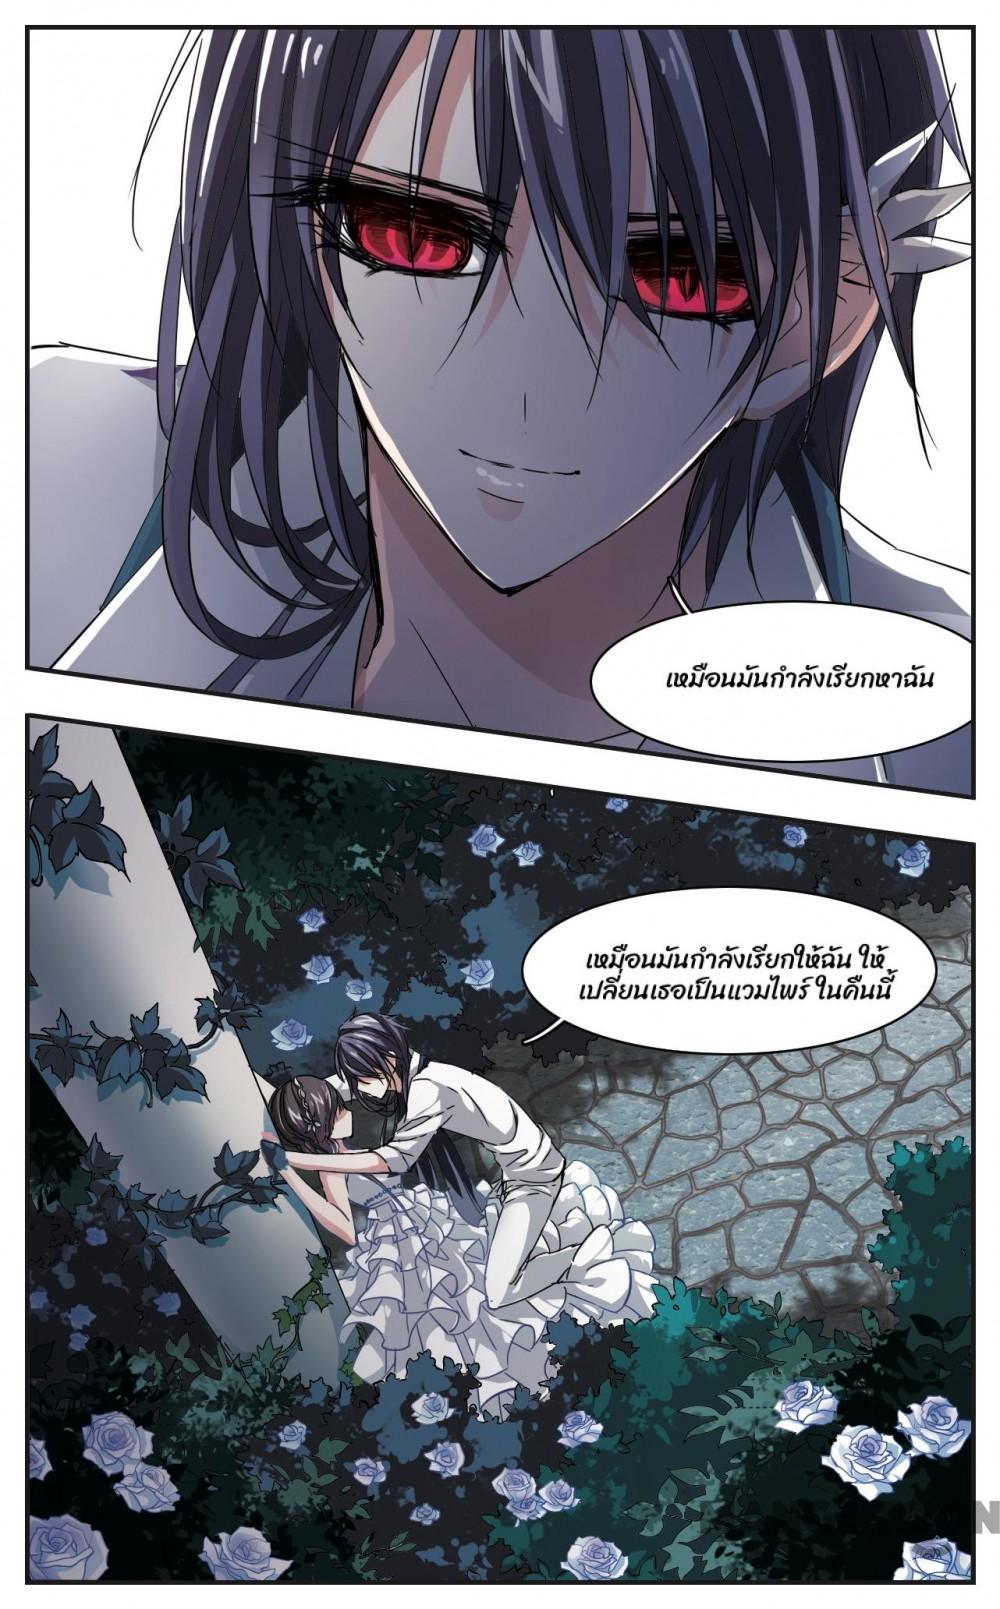 เหมือนมันกำลังเรียกหาฉัน
เหมือนมันกำลังเรียกให้ฉัน ให้
เปลี่ยนเธอเป็นแวมไพร์ ในคืนนี้